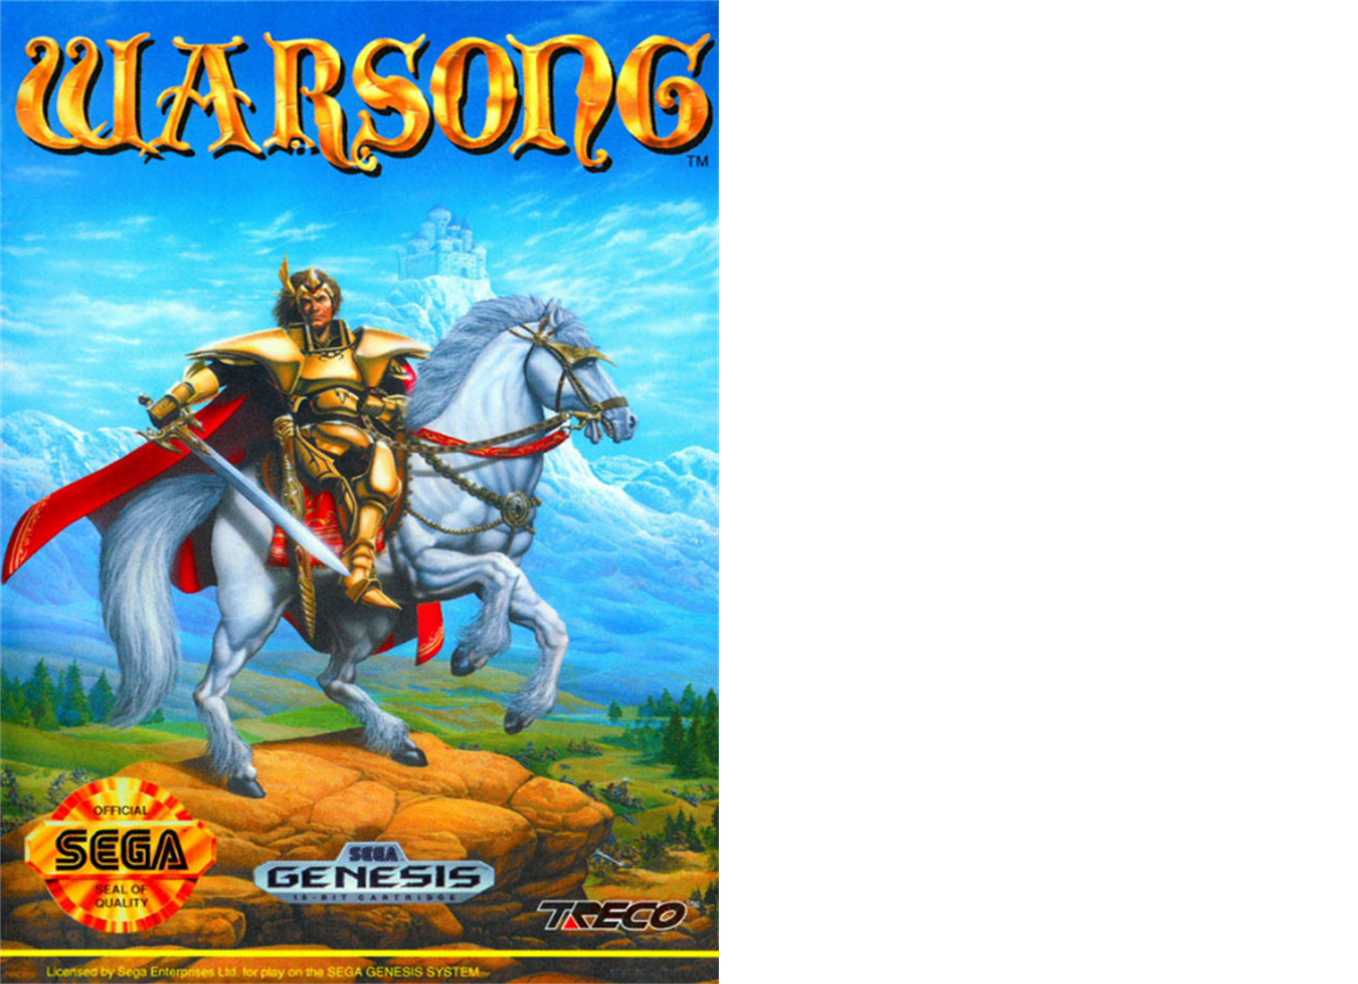 WARSONG
TM
OFFICIAL
SEGA
SEAL OF
QUALITY
SEGA
GENESIS
16-BIT CARTRIDGE
TRECO
Licensed by Sega Enterprises Ltd. for play on the SEGA GENESIS SYSTEM.